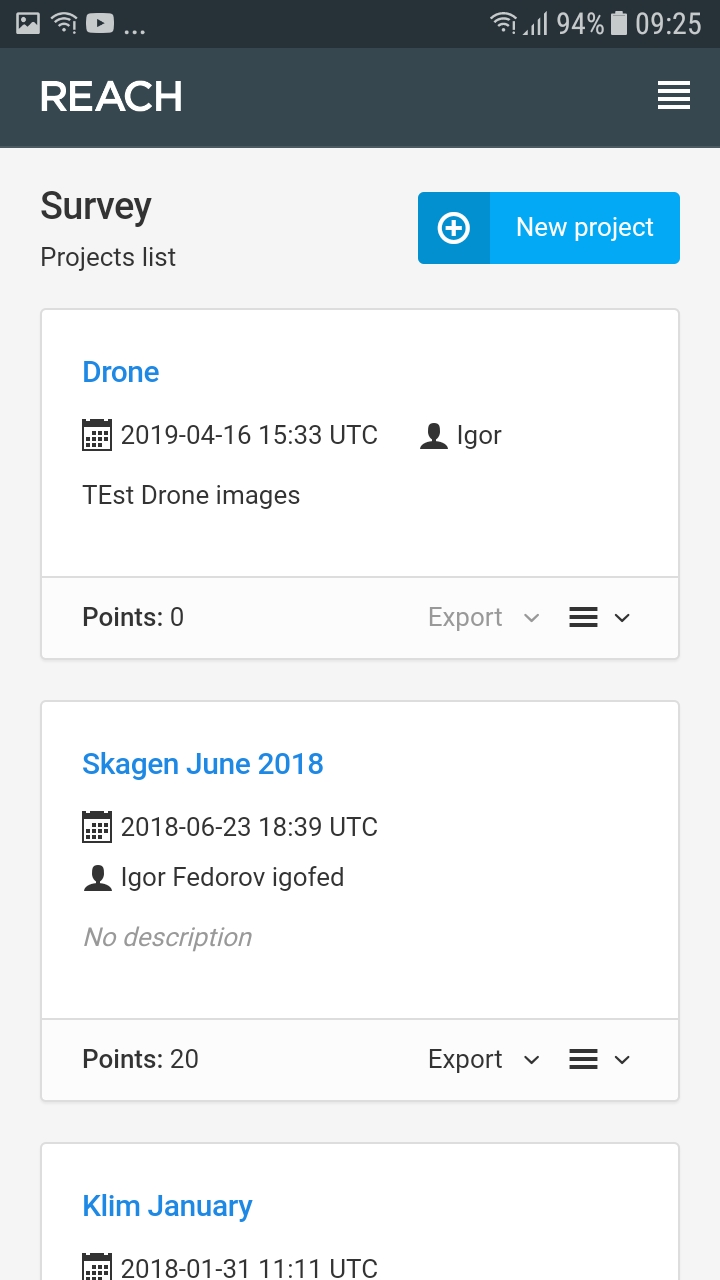 ... 94% 09:25
REACH
Survey
Projects list
New project
Drone
2019-04-16 15:33 UTC Igor
TEst Drone images
Points: 0 Export
Skagen June 2018
2018-06-23 18:39 UTC
Igor Fedorov igofed
No description
Points: 20 Export
Klim January
2018-01-31 11:11 UTC